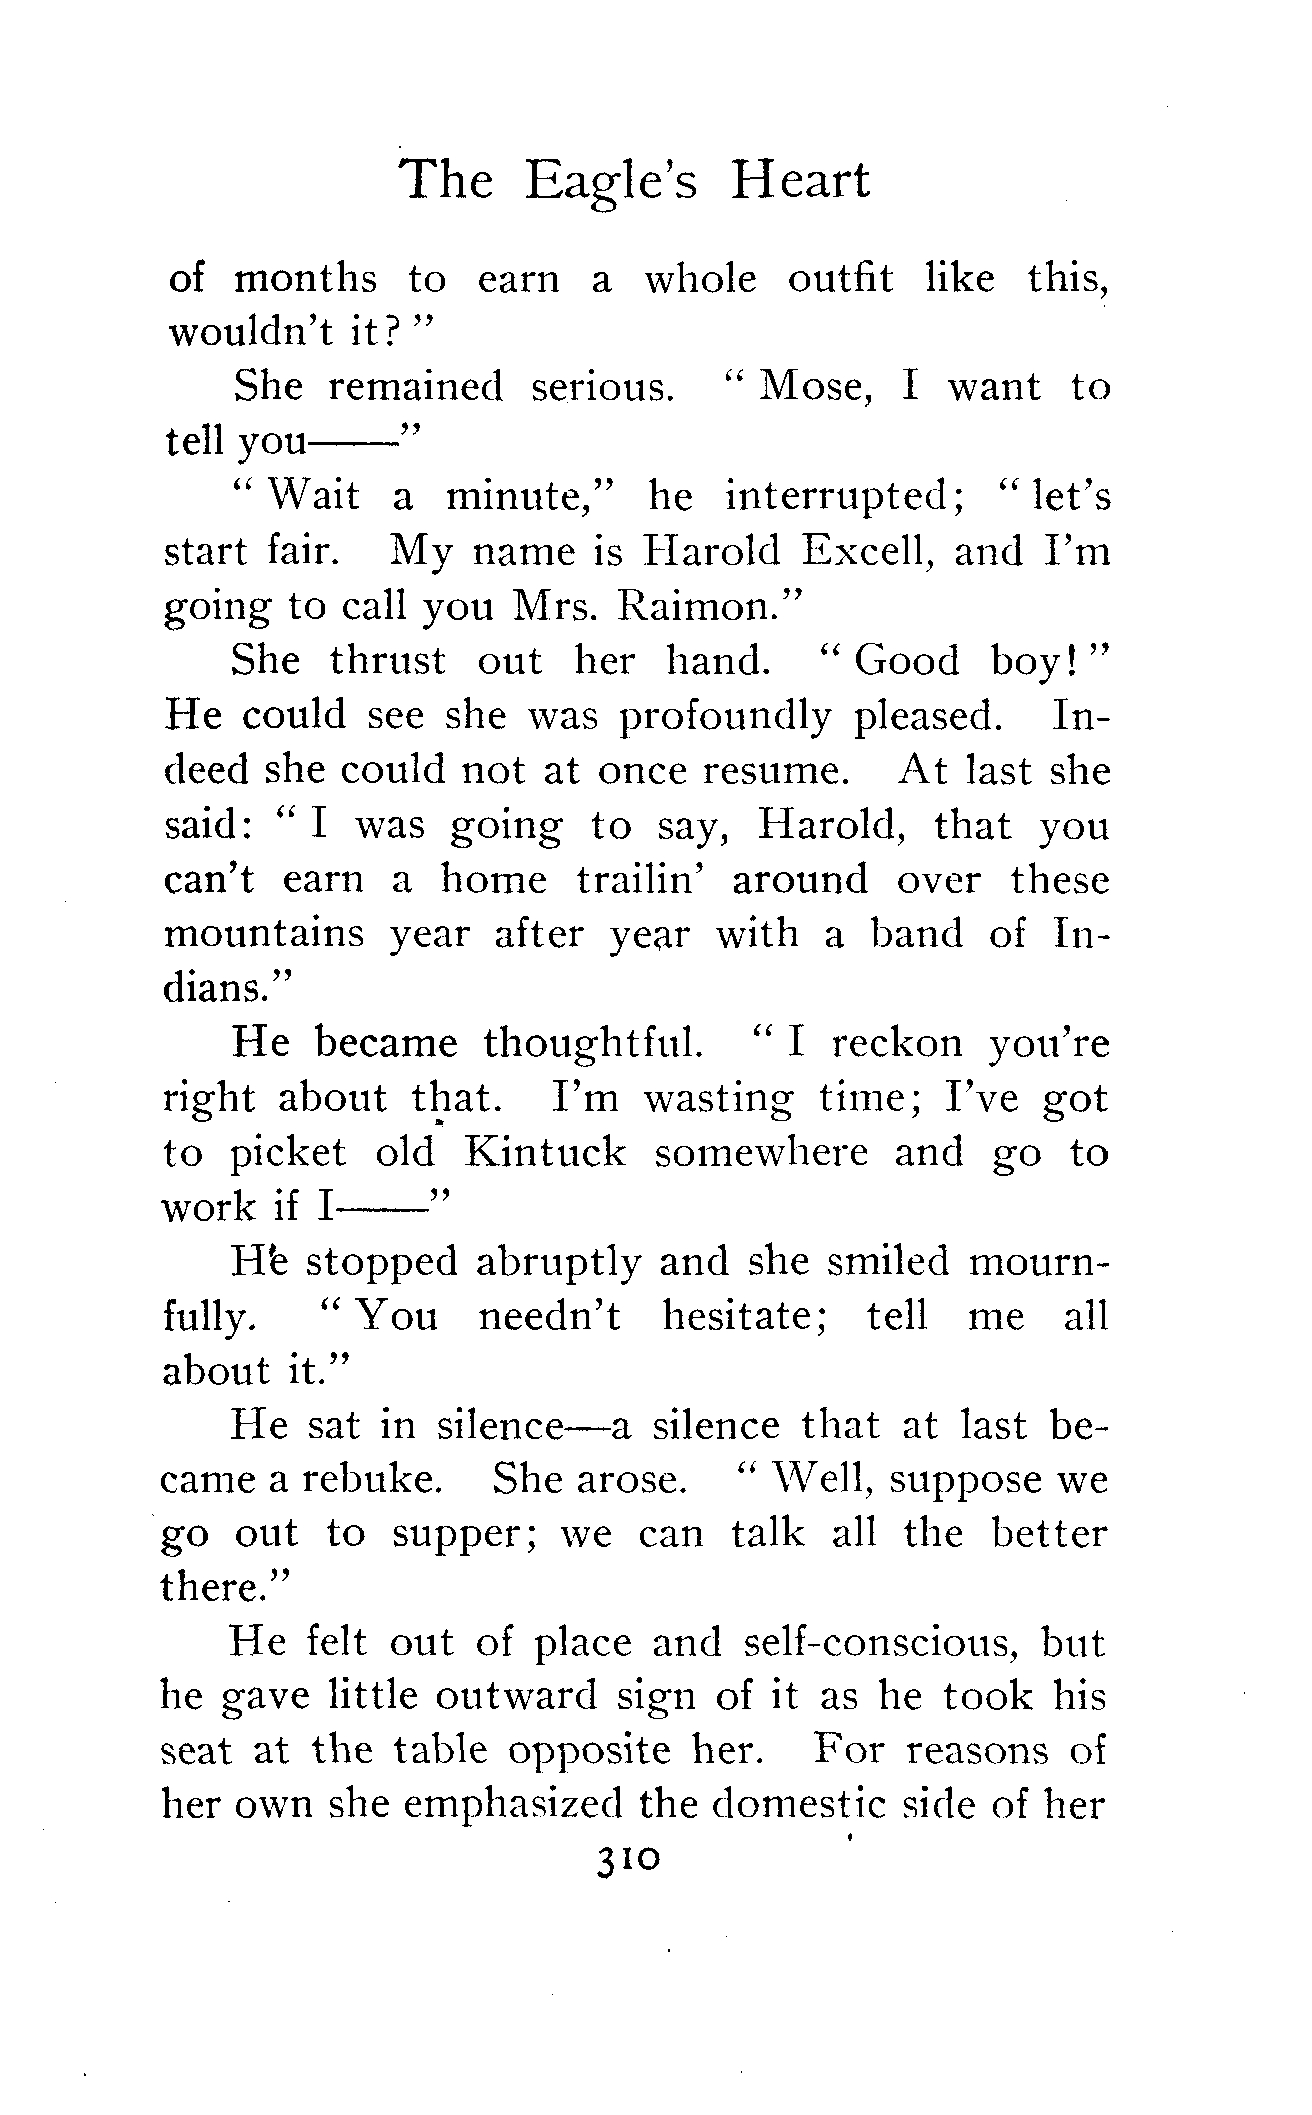 The Eagle's Heart
of months to earn a whole outfit like this,
wouldn't it? "
She remained serious. " Mose, I want to
tell you——"
" Wait a minute," he interrupted; " let's
start fair. My name is Harold Excell, and I'm
going to call you Mrs. Raimon."
She thrust out her hand. " Good boy! "
He could see she was profoundly pleased. In-
deed she could not at once resume. At last she
said: " I was going to say, Harold, that you
can't earn a home trailin' around over these
mountains year after year with a band of In-
dians."
He became thoughtful. " I reckon you're
right about that. I'm wasting time; I've got
to picket old Kintuck somewhere and go to
work if I——"
He stopped abruptly and she smiled mourn-
fully. " You needn't hesitate; tell me all
about it."
He sat in silence—a silence that at last be-
came a rebuke. She arose. " Well, suppose we
go out to supper; we can talk all the better
there."
He felt out of place and self-conscious, but
he gave little outward sign of it as he took his
seat at the table opposite her. For reasons of
her own she emphasized the domestic side of her
310